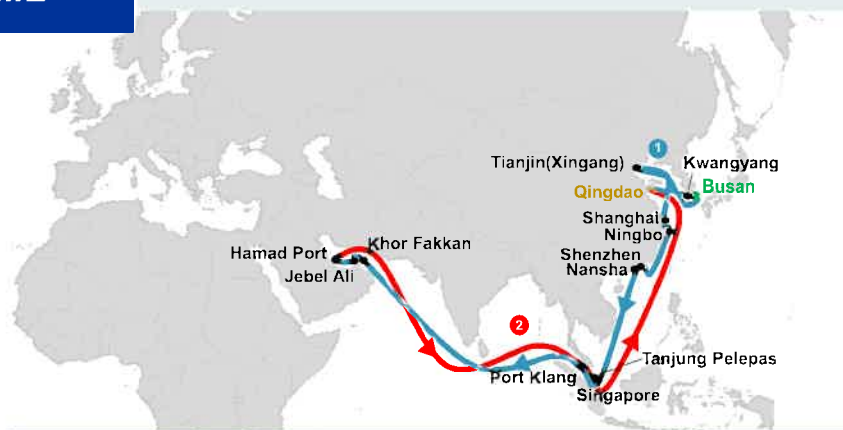 1
Tianjin(Xingang)
Kwangyang
Qingdao
Busan
Shanghai
Ningbo
Hamad Port
Khor Fakkan
Shenzhen
Jebel Ali
Nansha
2
Tanjung Pelepas
Port Klang
Singapore